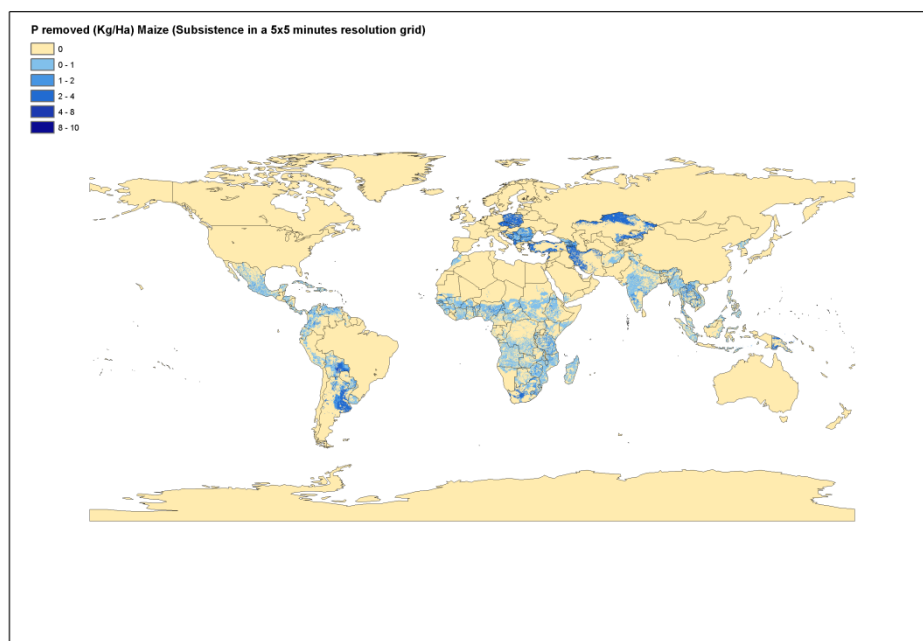 P removed (Kg/Ha) Maize (Subsistence in a 5x5 minutes resolution grid)
0
0 - 1
1 - 2
2 - 4
4 - 8
8 - 10